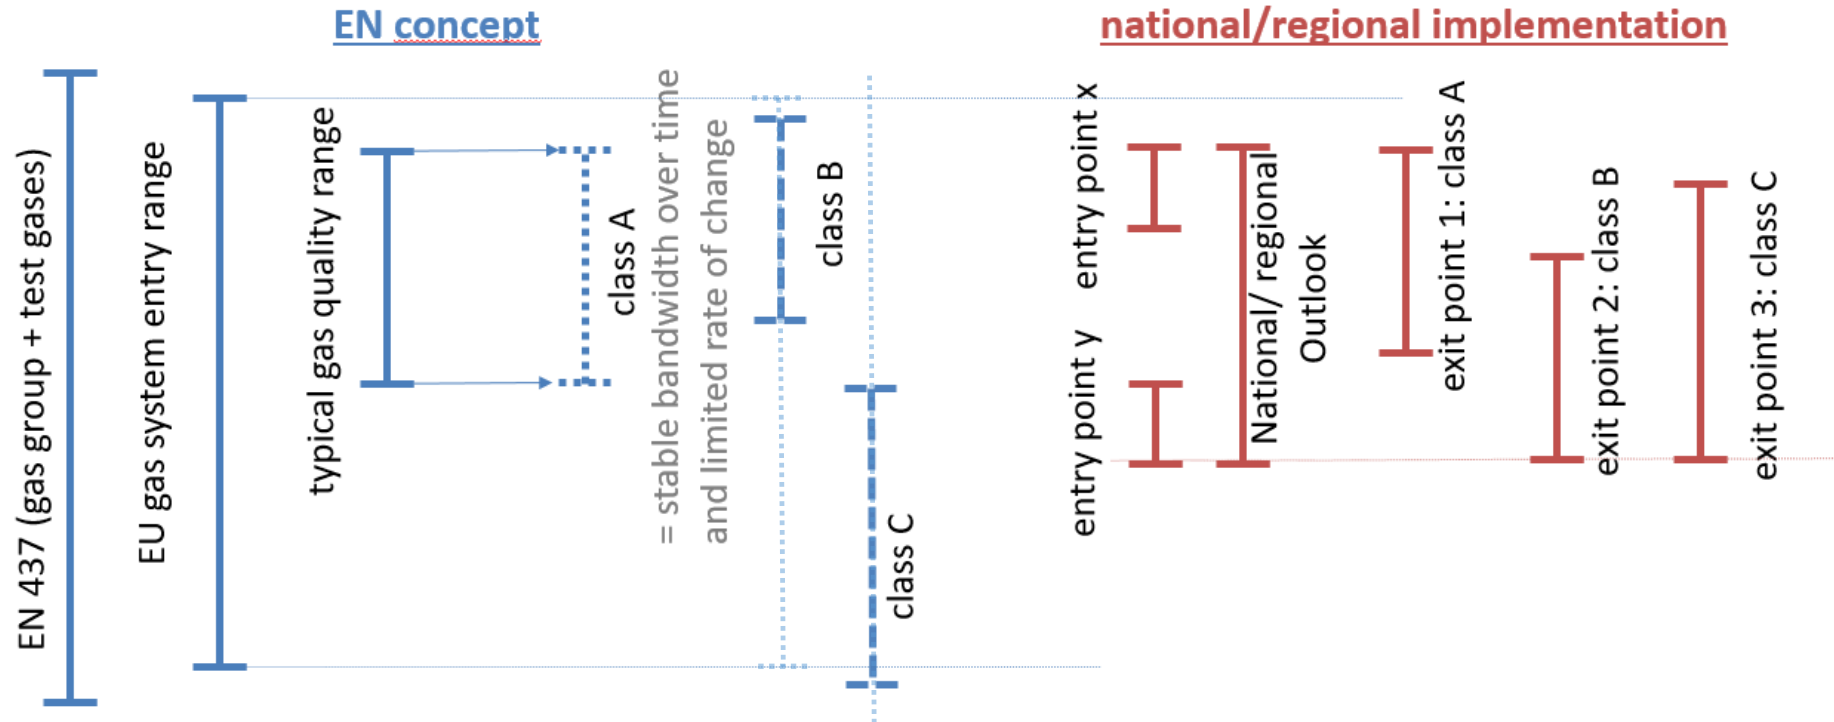 EN concept
national/regional implementation
EN 437 (gas group + test gases)
EU gas system entry range
typical gas quality range
class A
= stable bandwidth over time
and limited rate of change
class B
class C
entry point x
entry point y
National/ regional
Outlook
exit point 1: class A
exit point 2: class B
exit point 3: class C